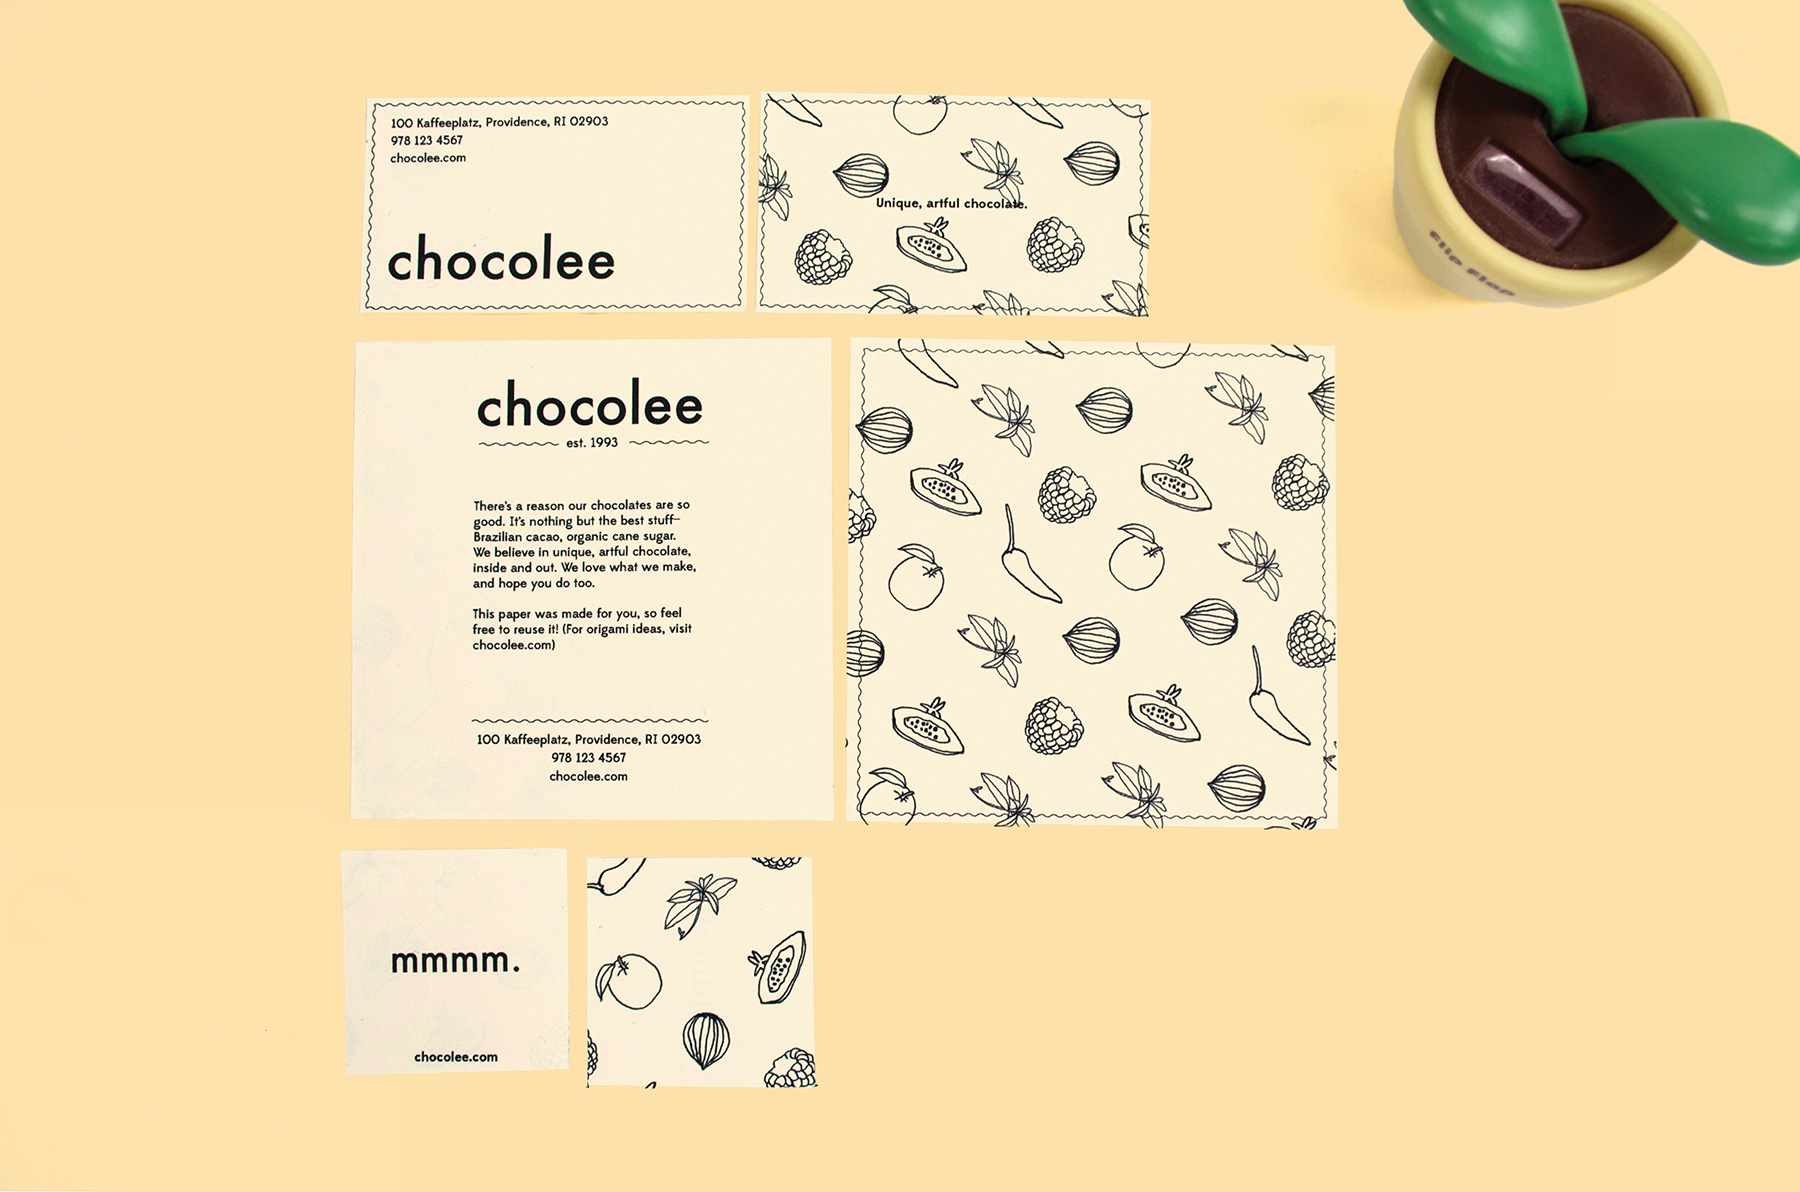 100 Kaffeeplatz, Providence, RI 02903
978 123 4567
chocolee.com
chocolee
Unique, artful chocolate.
Flip Flop
chocolee
est. 1993
There's a reason our chocolates are so
good. It's nothing but the best stuff—
Brazilian cacao, organic cane sugar.
We believe in unique, artful chocolate,
inside and out. We love what we make,
and hope you do too.
This paper was made for you, so feel
free to reuse it! (For origami ideas, visit
chocolee.com)
100 Kaffeeplatz, Providence, RI 02903
978 123 4567
chocolee.com
mmmm.
chocolee.com